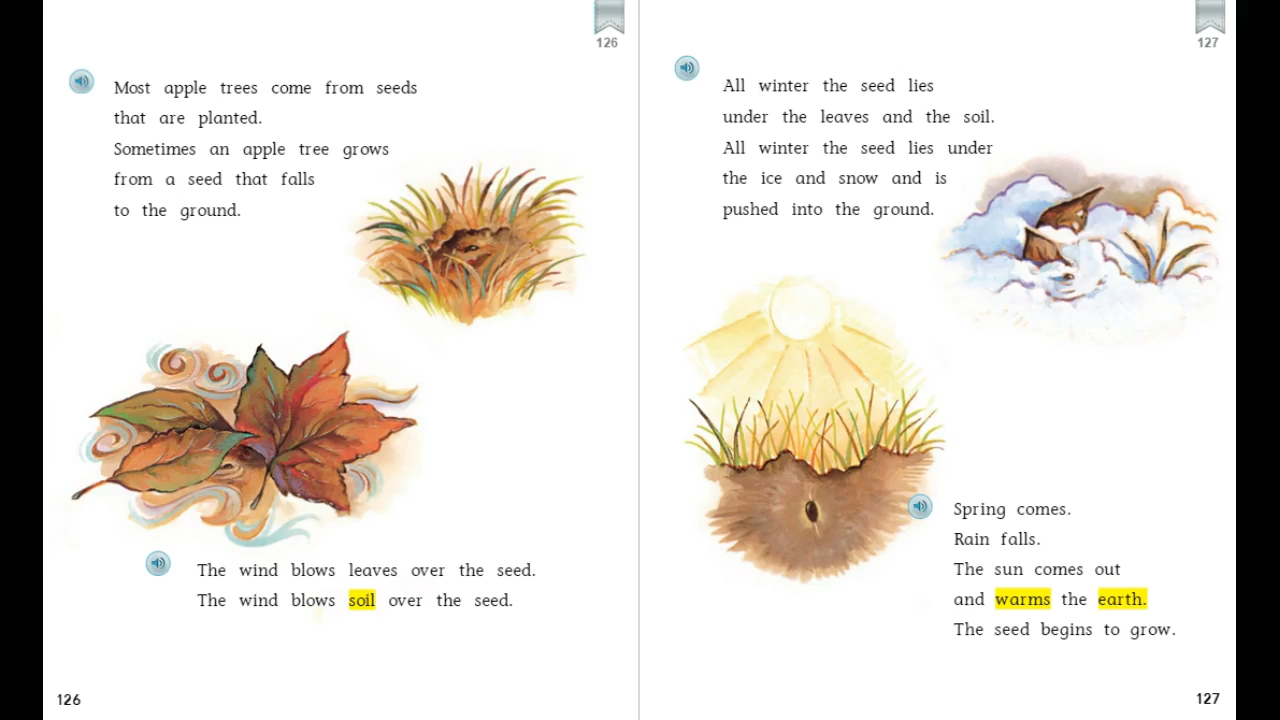 126
Most apple trees come from seeds
that are planted.
Sometimes an apple tree grows
from a seed that falls
to the ground.
The wind blows leaves over the seed.
The wind blows soil over the seed.
126
127
All winter the seed lies
under the leaves and the soil.
All winter the seed lies under
the ice and snow and is
pushed into the ground.
Spring comes.
Rain falls.
The sun comes out
and warms the earth.
The seed begins to grow.
127